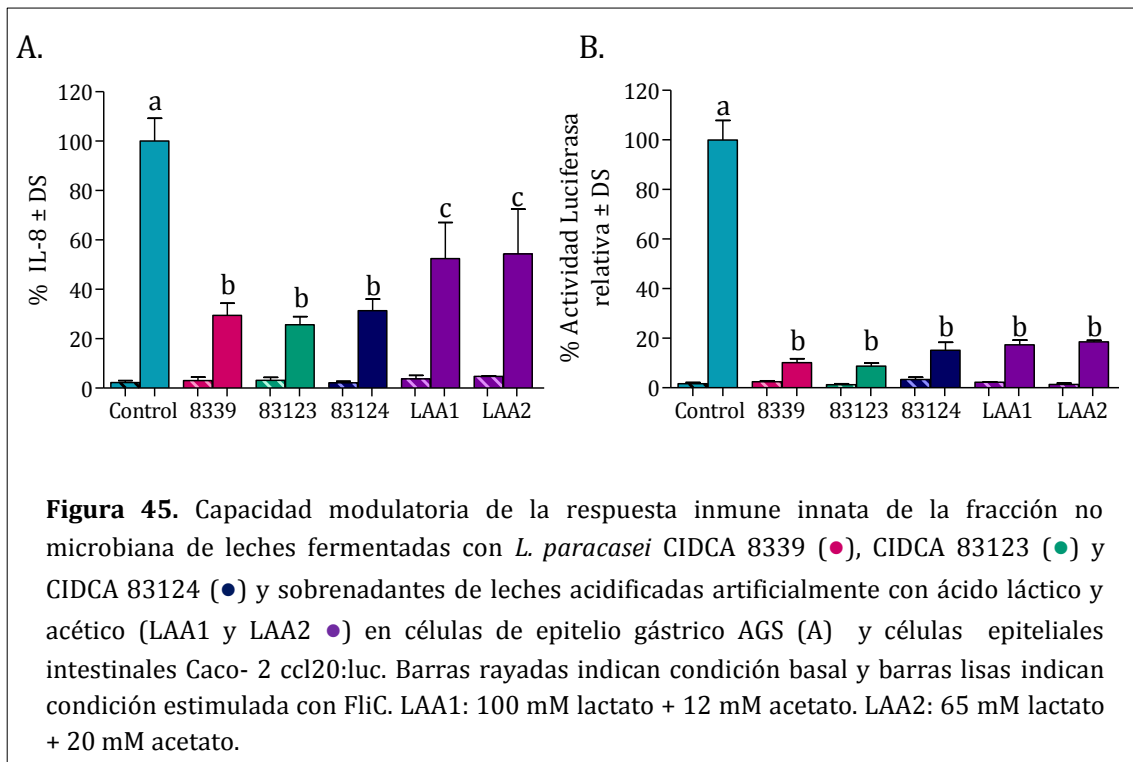 A.
120
100
80
60
40
20
0
% IL-8 ± DS
a
b
b
b
c
c
Control 8339 83123 83124 LAA1 LAA2
B.
120
100
80
60
40
20
0
% Actividad Luciferasa
relativa ± DS
a
b
b
b
b
b
Control 8339 83123 83124 LAA1 LAA2
Figura 45. Capacidad modulatoria de la respuesta inmune innata de la fracción no
microbiana de leches fermentadas con L. paracasei CIDCA 8339 (●), CIDCA 83123 (●) y
CIDCA 83124 (●) y sobrenadantes de leches acidificadas artificialmente con ácido láctico y
acético (LAA1 y LAA2 ●) en células de epitelio gástrico AGS (A) y células epiteliales
intestinales Caco- 2 ccl20:luc. Barras rayadas indican condición basal y barras lisas indican
condición estimulada con FliC. LAA1: 100 mM lactato + 12 mM acetato. LAA2: 65 mM lactato
+ 20 mM acetato.